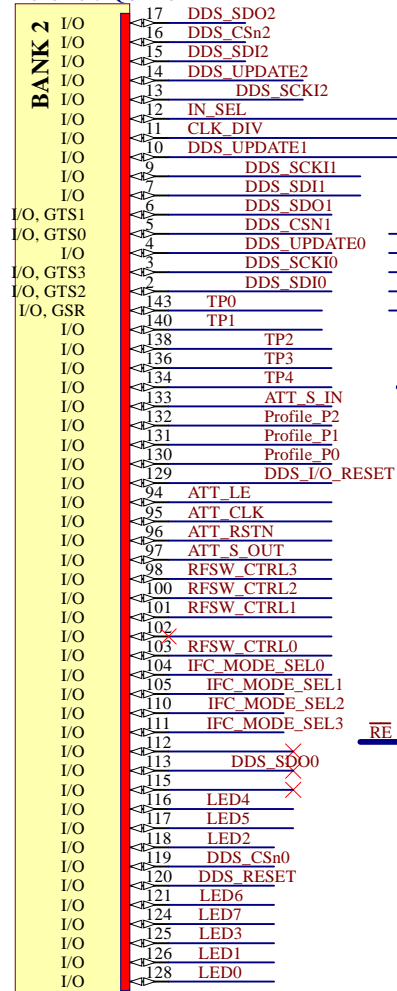 BANK 2
I/O 17 DDS_SDO2
I/O 16 DDS_CSn2
I/O 15 DDS_SDI2
I/O 14 DDS_UPDATE2
I/O 13 DDS_SCKI2
I/O 12 IN_SEL
I/O 11 CLK_DIV
I/O 10 DDS_UPDATE1
I/O 9 DDS_SCKI1
I/O 7 DDS_SDI1
I/O, GTS1 6 DDS_SDO1
I/O, GTS0 5 DDS_CSN1
I/O 4 DDS_UPDATE0
I/O, GTS3 3 DDS_SCKI0
I/O, GTS2 2 DDS_SDI0
I/O, GSR 143 TP0
I/O 140 TP1
I/O 138 TP2
I/O 136 TP3
I/O 134 TP4
I/O 133 ATT_S_IN
I/O 132 Profile_P2
I/O 131 Profile_P1
I/O 130 Profile_P0
I/O 129 DDS_I/O_RESET
I/O 94 ATT_LE
I/O 95 ATT_CLK
I/O 96 ATT_RSTN
I/O 97 ATT_S_OUT
I/O 98 RFSW_CTRL3
I/O 100 RFSW_CTRL2
I/O 101 RFSW_CTRL1
I/O 102
I/O 103 RFSW_CTRL0
I/O 104 IFC_MODE_SEL0
I/O 105 IFC_MODE_SEL1
I/O 110 IFC_MODE_SEL2
I/O 111 IFC_MODE_SEL3
RE
I/O 112
I/O 113 DDS_SDO0
I/O 115
I/O 116 LED4
I/O 117 LED5
I/O 118 LED2
I/O 119 DDS_CSn0
I/O 120 DDS_RESET
I/O 121 LED6
I/O 124 LED7
I/O 125 LED3
I/O 126 LED1
I/O 128 LED0